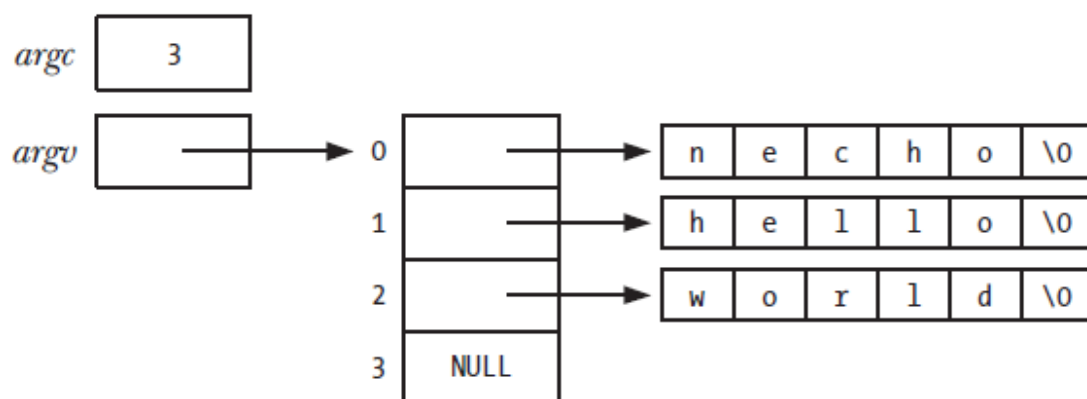 argc 3
argv 0 n e c h o \0
1 h e l l o \0
2 w o r l d \0
3 NULL